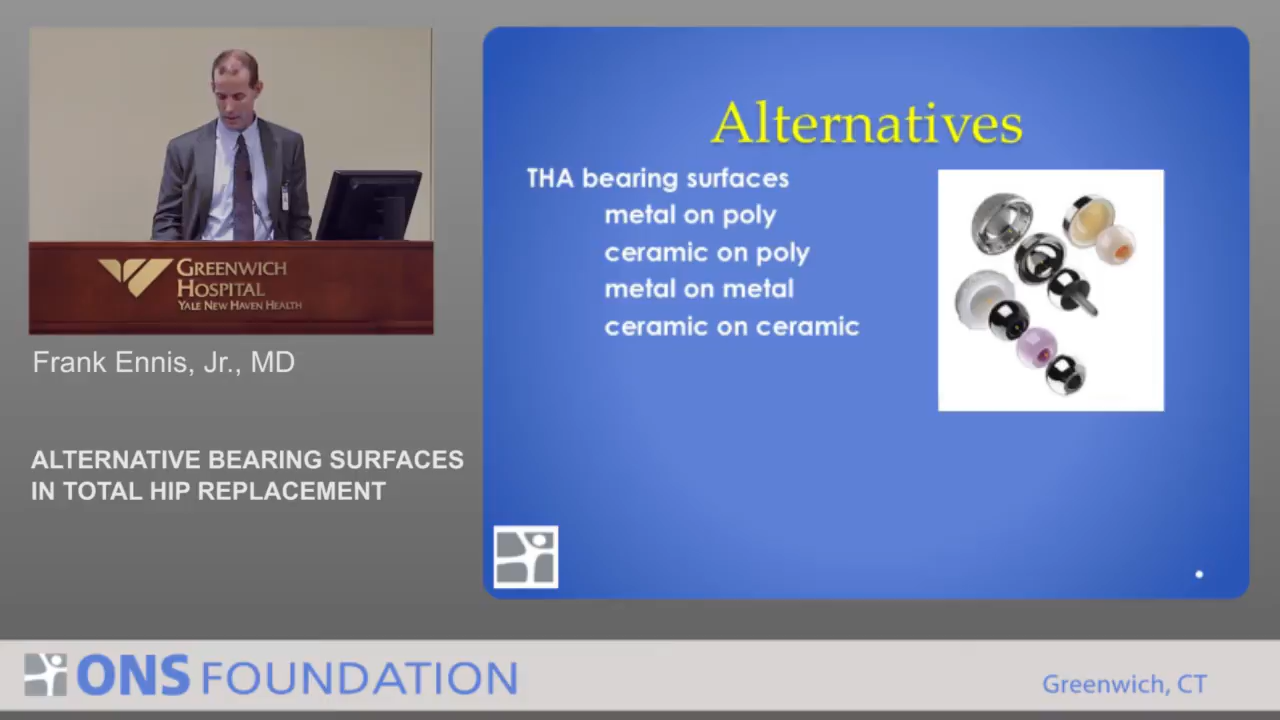 GREENWICH
HOSPITAL
YALE NEW HAVEN HEALTH
Frank Ennis, Jr., MD
ALTERNATIVE BEARING SURFACES
IN TOTAL HIP REPLACEMENT
Alternatives
THA bearing surfaces
metal on poly
ceramic on poly
metal on metal
ceramic on ceramic
ONS FOUNDATION
Greenwich, CT